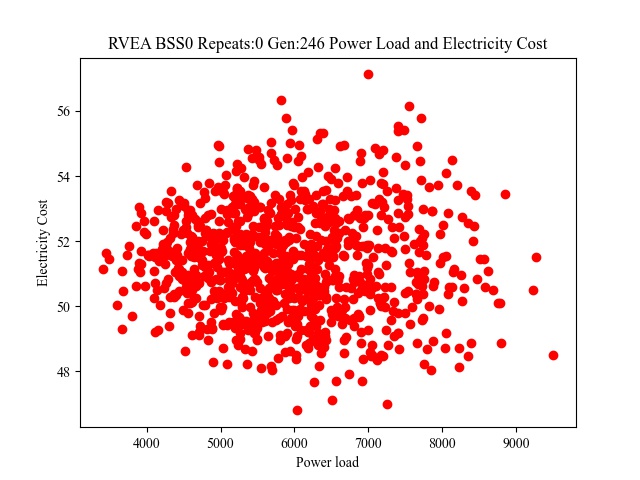 RVEA BSS0 Repeats:0 Gen:246 Power Load and Electricity Cost
56
54
52
50
48
Electricity Cost
4000 5000 6000 7000 8000 9000
Power load